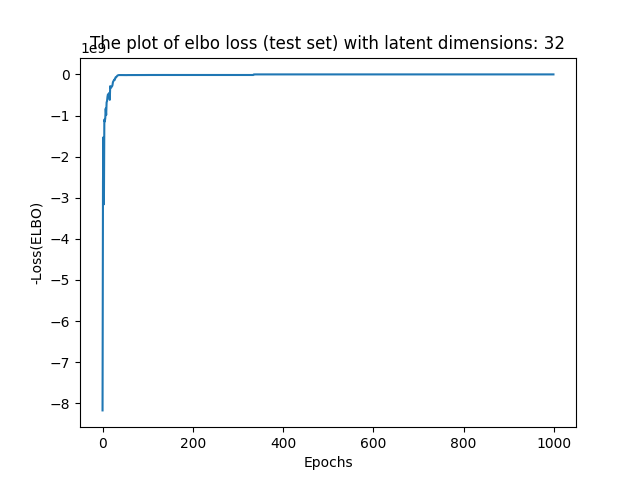 The plot of elbo loss (test set) with latent dimensions: 32
1e9
0
−1
−2
−3
−4
−5
−6
−7
−8
-Loss(ELBO)
0 200 400 600 800 1000
Epochs